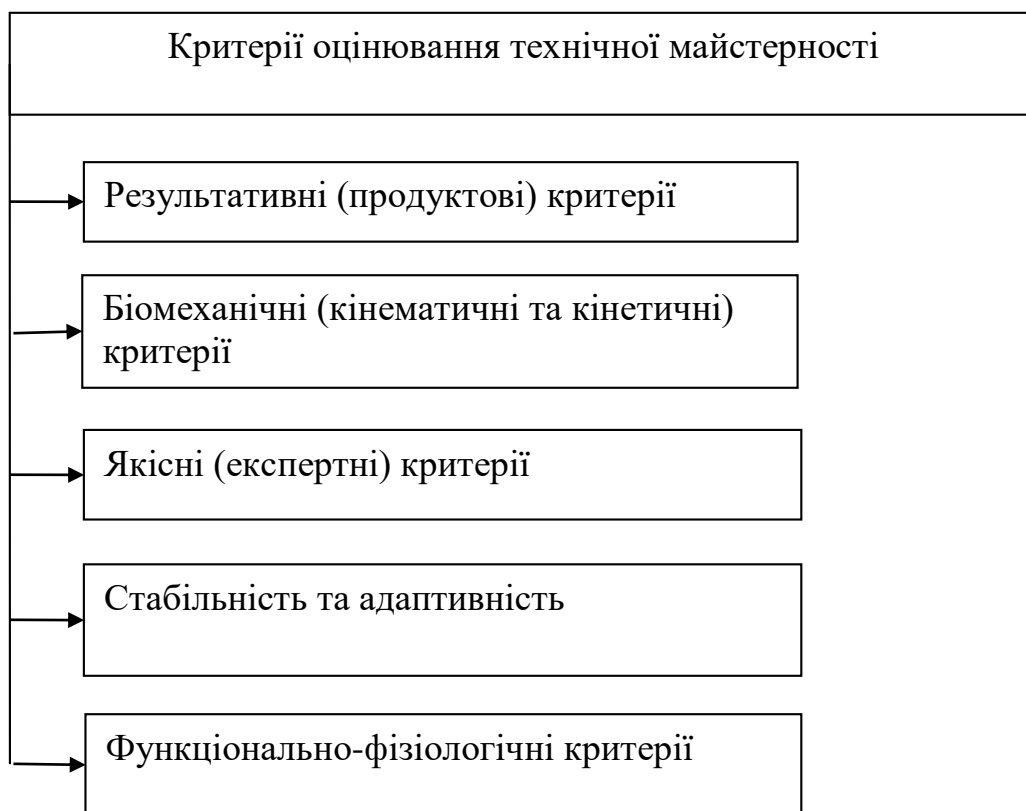 Критерії оцінювання технічної майстерності
Результативні (продуктові) критерії
Біомеханічні (кінематичні та кінетичні)
критерії
Якісні (експертні) критерії
Стабільність та адаптивність
Функціонально-фізіологічні критерії